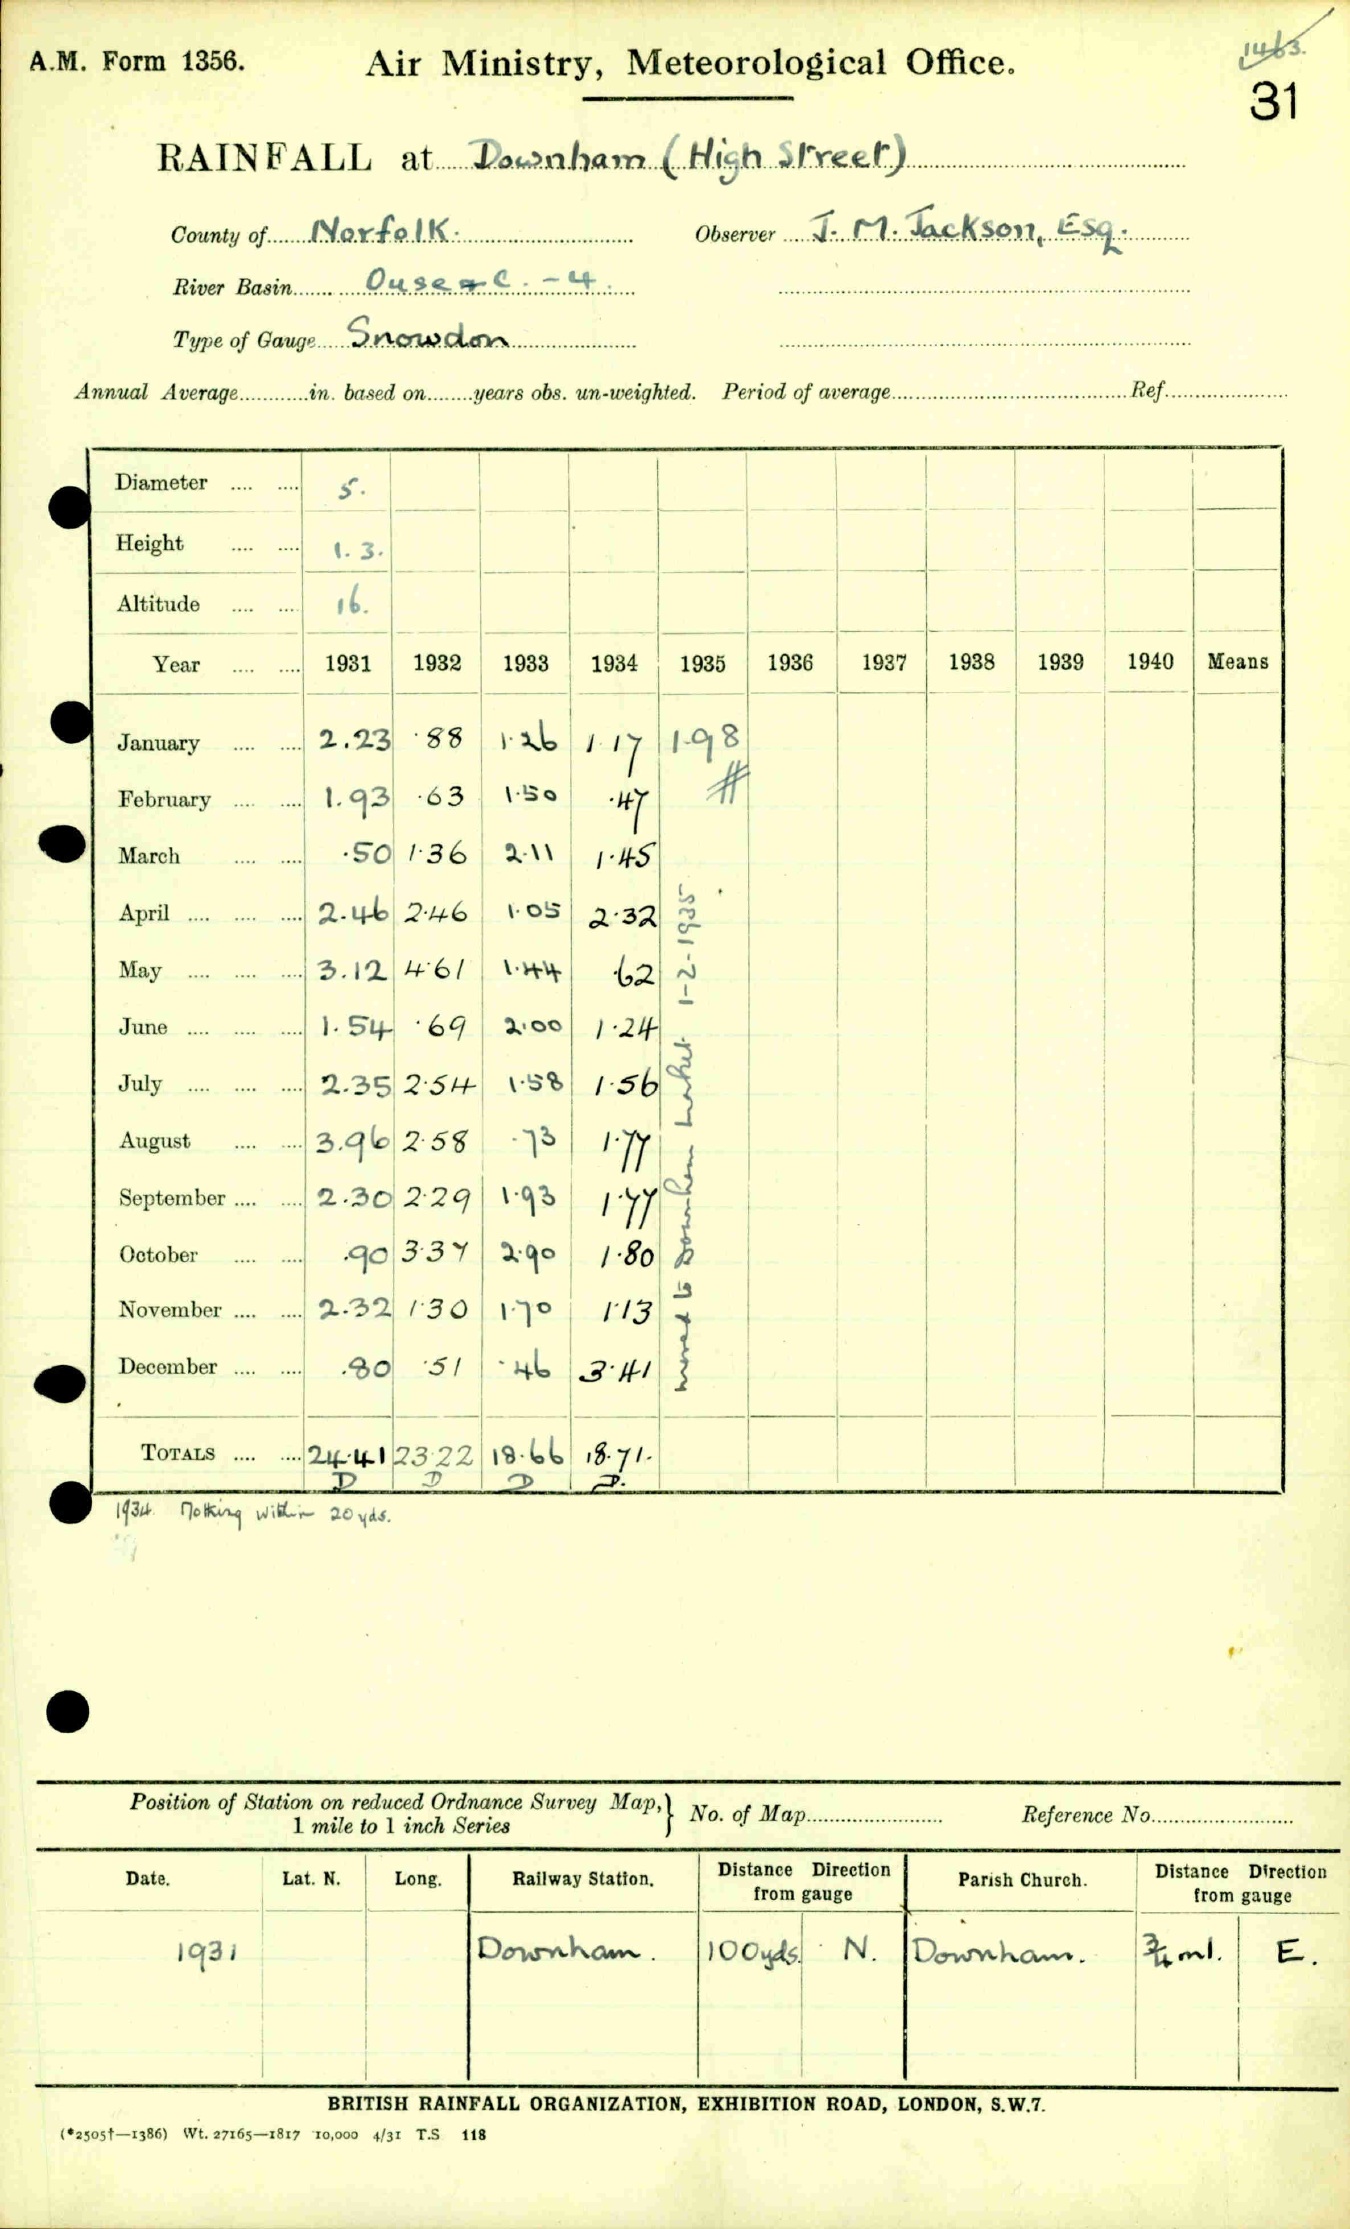 A.M. Form 1356.
Air Ministry, Meteorological Office.
1463.
31
RAINFALL at Downham (High Street)
County of Norfolk. Observer J. M. Jackson, Esq.
River Basin Ouse & C. - 4.
Type of Gauge Snowdon
Annual Average in. based on years obs. un-weighted. Period of average Ref.
Diameter 5.
Height 1. 3.
Altitude 16.
Year 1931 1932 1933 1934 1935 1936 1937 1938 1939 1940 Means
January 2.23 .88 1.26 1.17 1.98
February 1.93 .63 1.50 .47 #
March .50 1.36 2.11 1.45
April 2.46 2.46 1.05 2.32
May 3.12 4.61 1.44 .62
June 1.54 .69 2.00 1.24
July 2.35 2.54 1.58 1.56
August 3.96 2.58 .73 1.77
September 2.30 2.29 1.93 1.77
October .90 3.37 2.90 1.80
November 2.32 1.30 1.70 1.13
December .80 .51 .46 3.41
moved to Downham Market 1-2-1935
TOTALS 24.41 23.22 18.66 18.71.
D D D D.
1934. Nothing within 20 yds.
Position of Station on reduced Ordnance Survey Map, } No. of Map Reference No.
1 mile to 1 inch Series
Date. Lat. N. Long. Railway Station. Distance Direction from gauge Parish Church. Distance Direction from gauge
1931 Downham. 100yds. N. Downham. 3/4 ml. E.
BRITISH RAINFALL ORGANIZATION, EXHIBITION ROAD, LONDON, S.W.7.
(*2505†—1386) Wt. 27165—1817 10,000 4/31 T.S 118